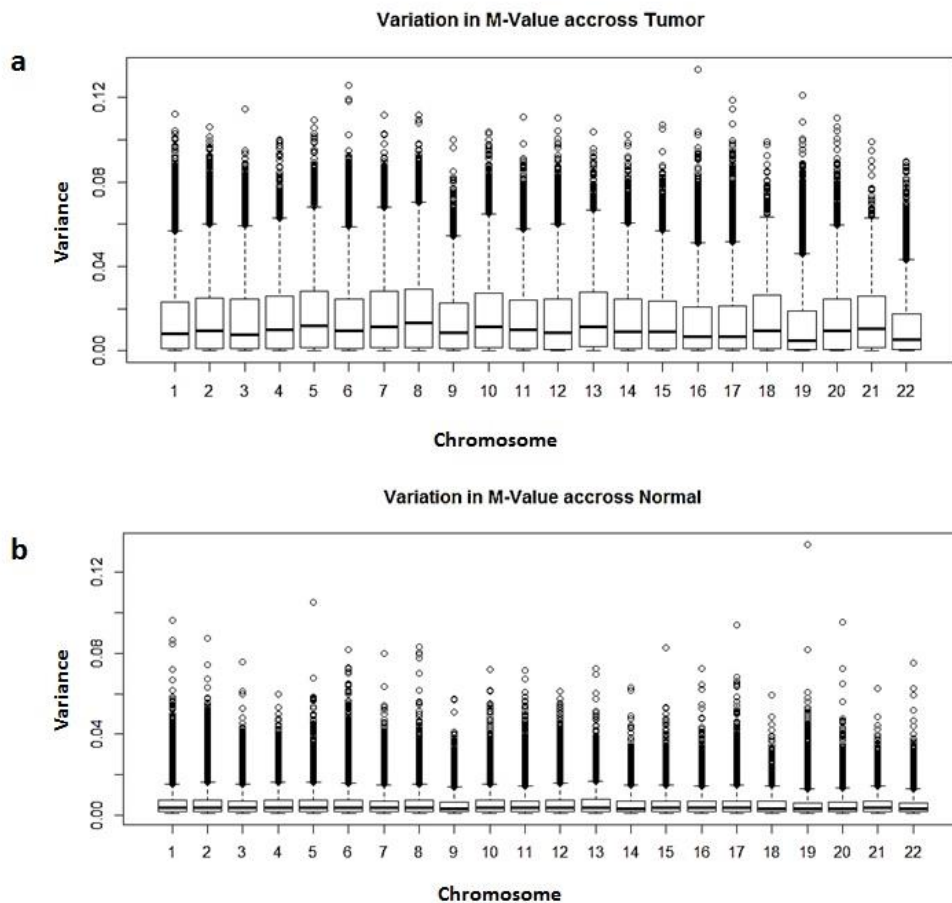 Variation in M-Value accross Tumor
a
Variance
0.12
0.08
0.04
0.00
1 2 3 4 5 6 7 8 9 10 11 12 13 14 15 16 17 18 19 20 21 22
Chromosome
Variation in M-Value accross Normal
b
Variance
0.12
0.08
0.04
0.00
1 2 3 4 5 6 7 8 9 10 11 12 13 14 15 16 17 18 19 20 21 22
Chromosome